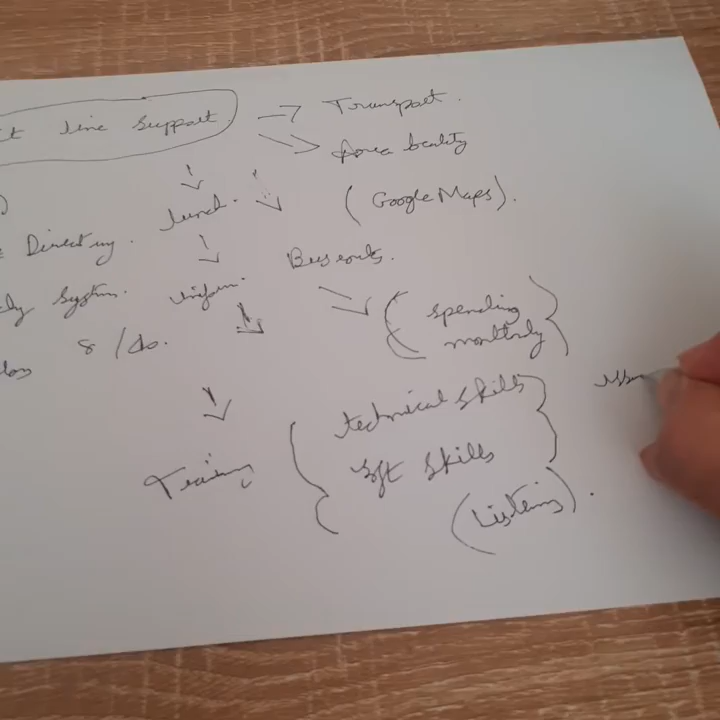 line support → Transport.
→ Area locality
lunch.
(Google Maps).
Directory.
System. uniform. Bus routs.
(spending
monthly)
8
technical skills
Training { soft skills }
(Listening).